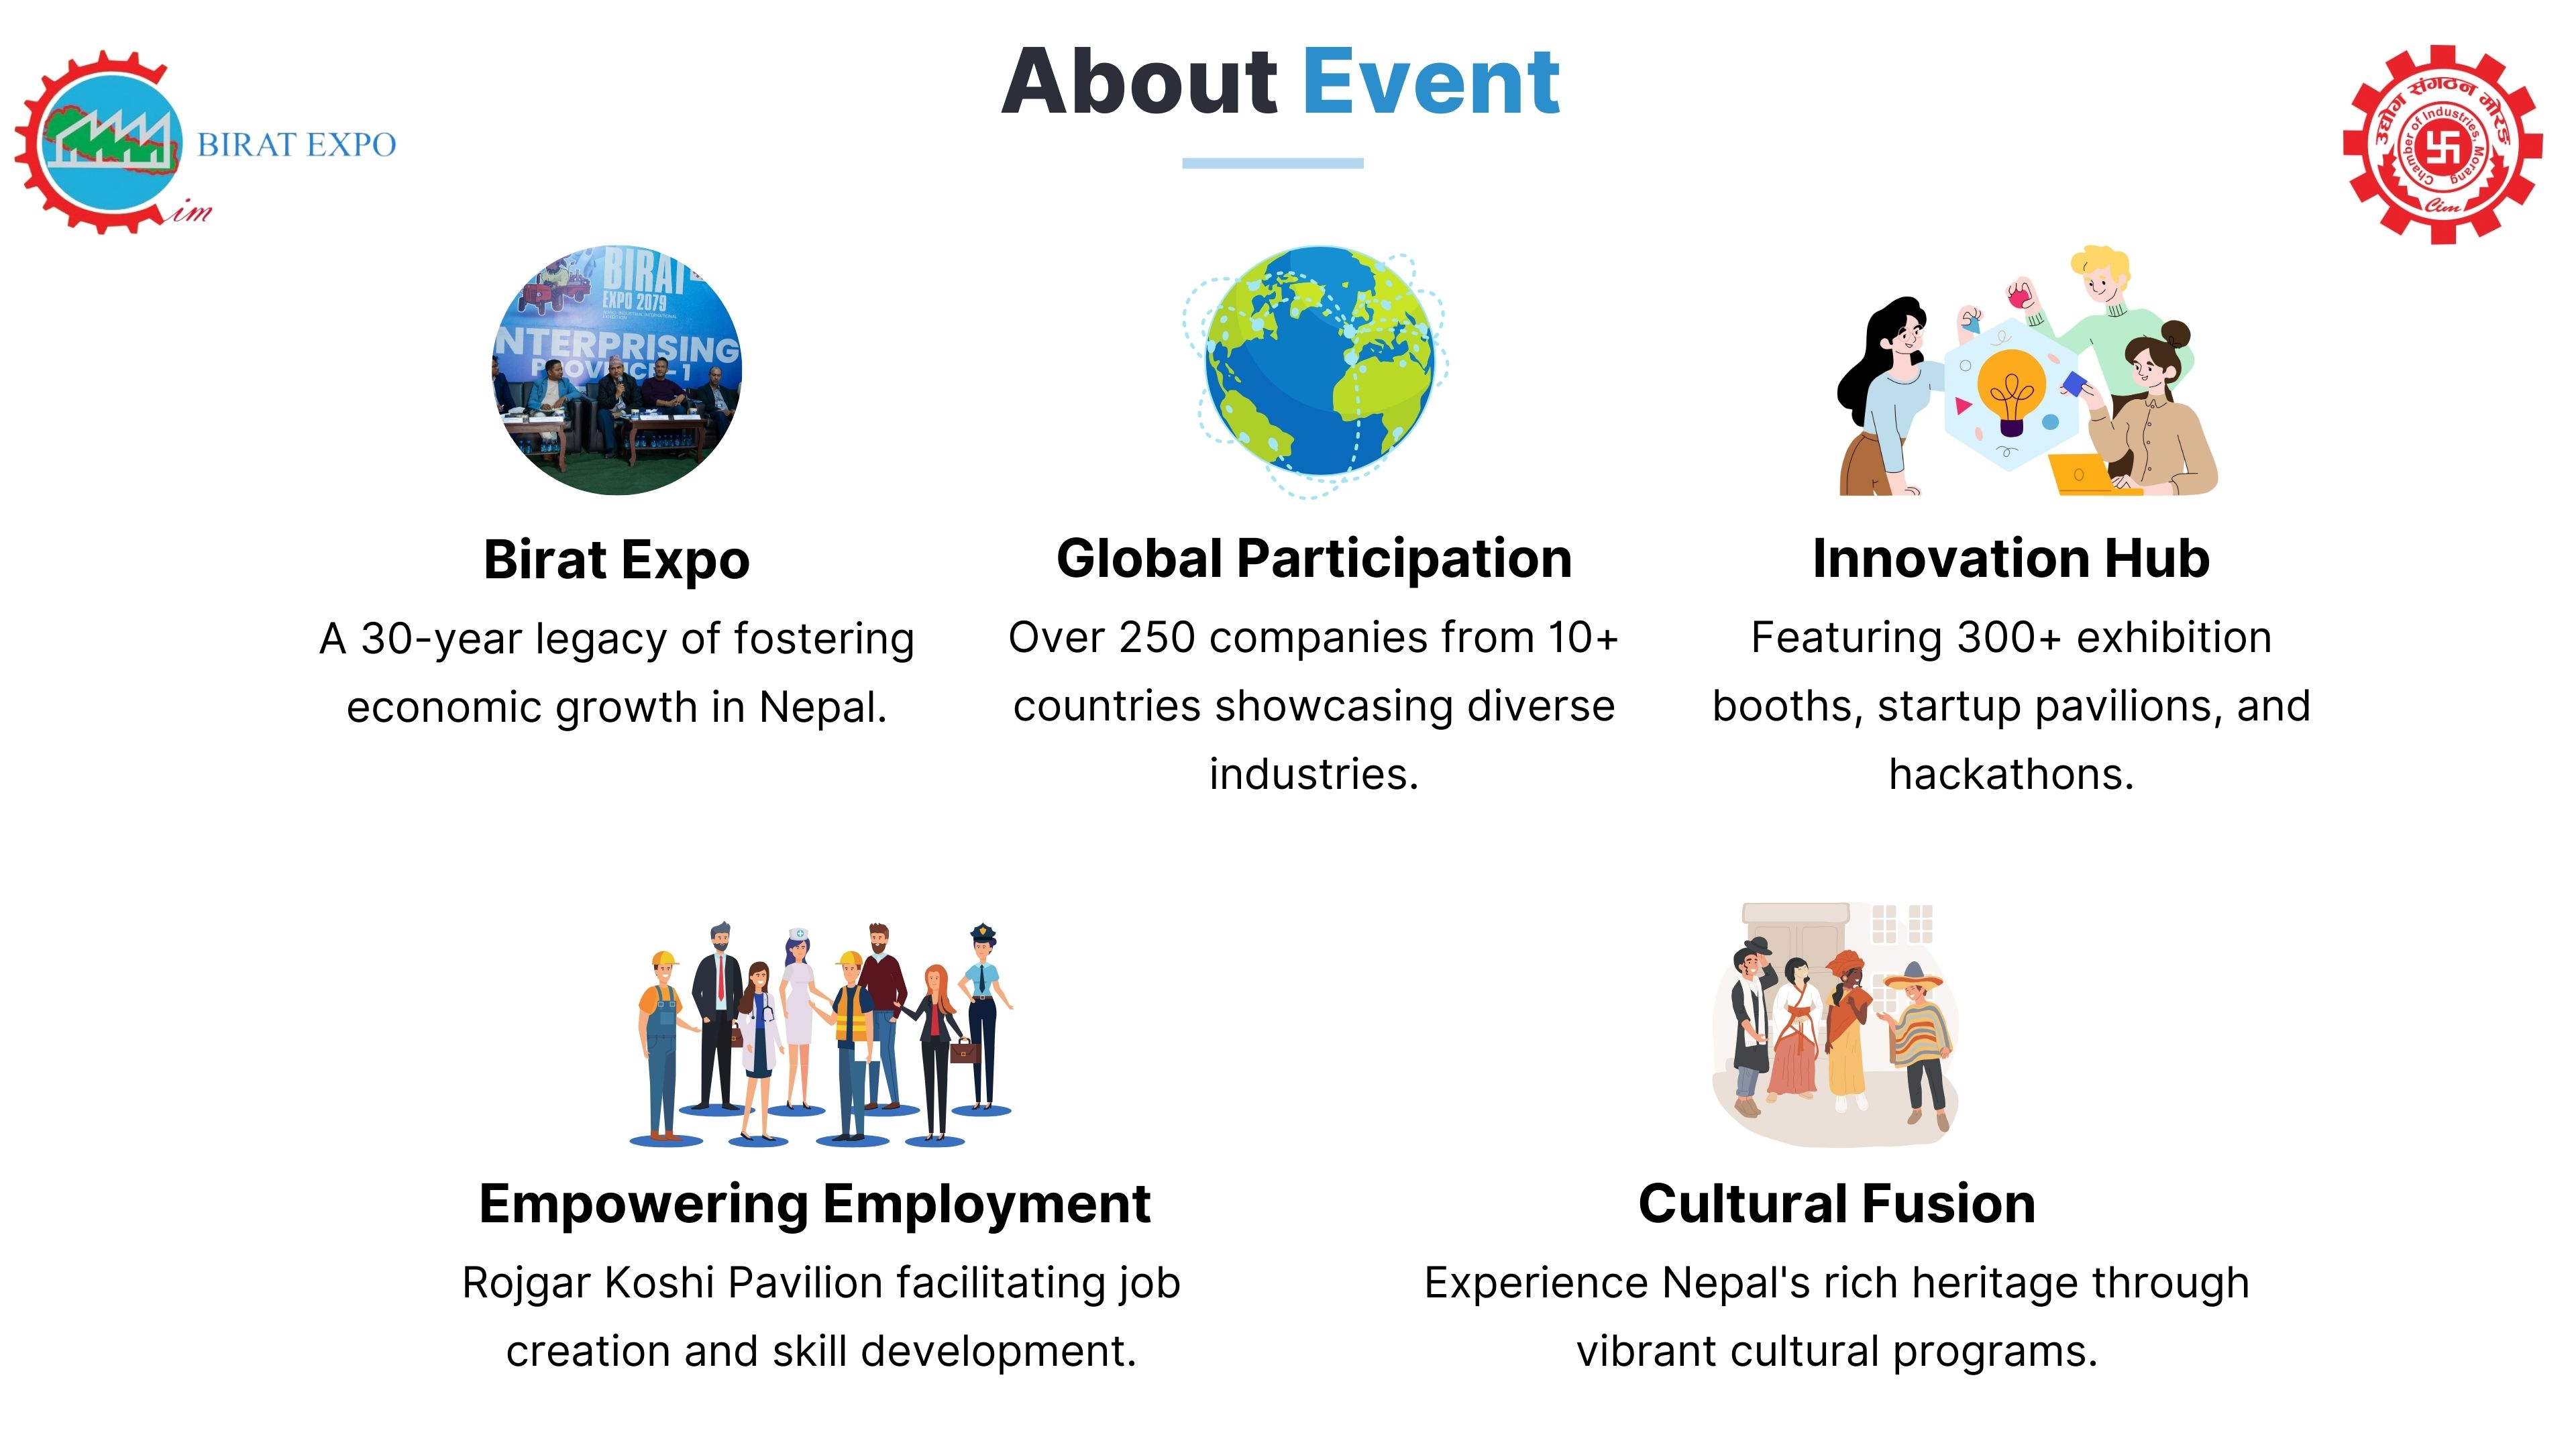 About Event
BIRAT EXPO
im
उद्योग संगठन मोरङ
Chamber of Industries, Morang
Cim
BIRAT
EXPO 2079
NTERPRISING
PROVINCE-1
Birat Expo
A 30-year legacy of fostering
economic growth in Nepal.
Global Participation
Over 250 companies from 10+
countries showcasing diverse
industries.
Innovation Hub
Featuring 300+ exhibition
booths, startup pavilions, and
hackathons.
Empowering Employment
Rojgar Koshi Pavilion facilitating job
creation and skill development.
Cultural Fusion
Experience Nepal's rich heritage through
vibrant cultural programs.